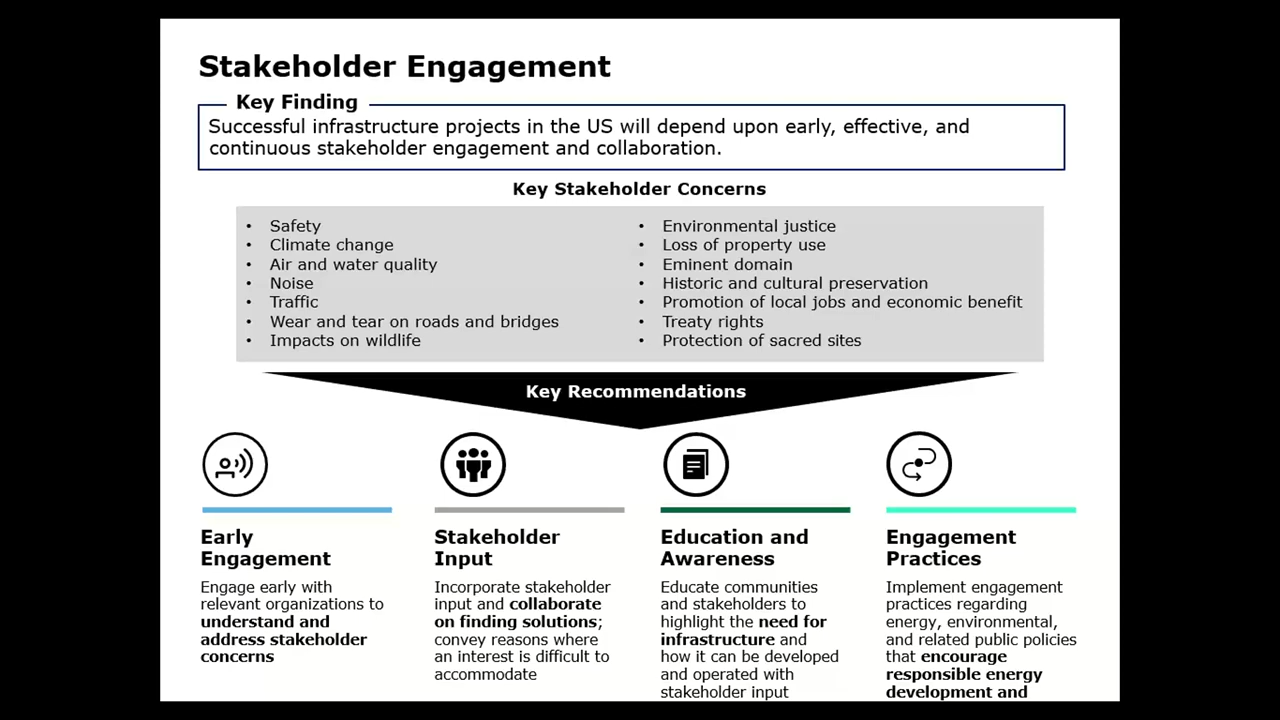 Stakeholder Engagement
Key Finding
Successful infrastructure projects in the US will depend upon early, effective, and
continuous stakeholder engagement and collaboration.
Key Stakeholder Concerns
• Safety
• Climate change
• Air and water quality
• Noise
• Traffic
• Wear and tear on roads and bridges
• Impacts on wildlife
• Environmental justice
• Loss of property use
• Eminent domain
• Historic and cultural preservation
• Promotion of local jobs and economic benefit
• Treaty rights
• Protection of sacred sites
Key Recommendations
Early
Engagement
Engage early with
relevant organizations to
understand and
address stakeholder
concerns
Stakeholder
Input
Incorporate stakeholder
input and collaborate
on finding solutions;
convey reasons where
an interest is difficult to
accommodate
Education and
Awareness
Educate communities
and stakeholders to
highlight the need for
infrastructure and
how it can be developed
and operated with
stakeholder input
Engagement
Practices
Implement engagement
practices regarding
energy, environmental,
and related public policies
that encourage
responsible energy
development and